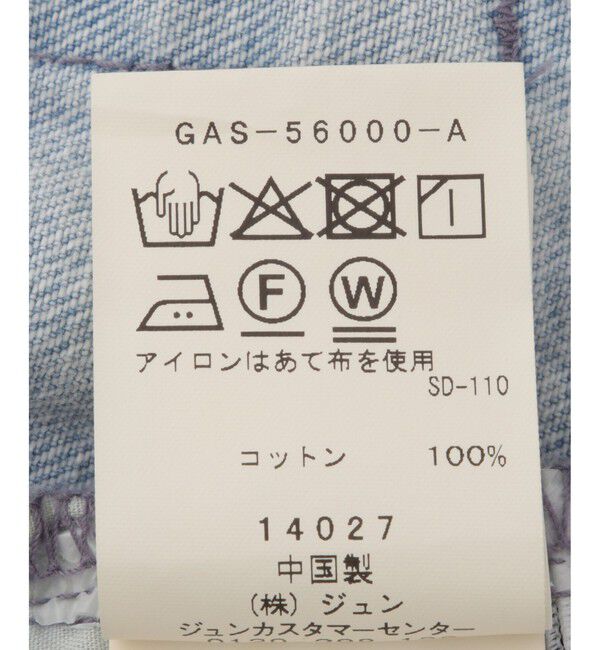 GAS-56000-A
F
W
アイロンはあて布を使用
SD-110
コットン 100%
14027
中国製
(株) ジュン
ジュンカスタマーセンター